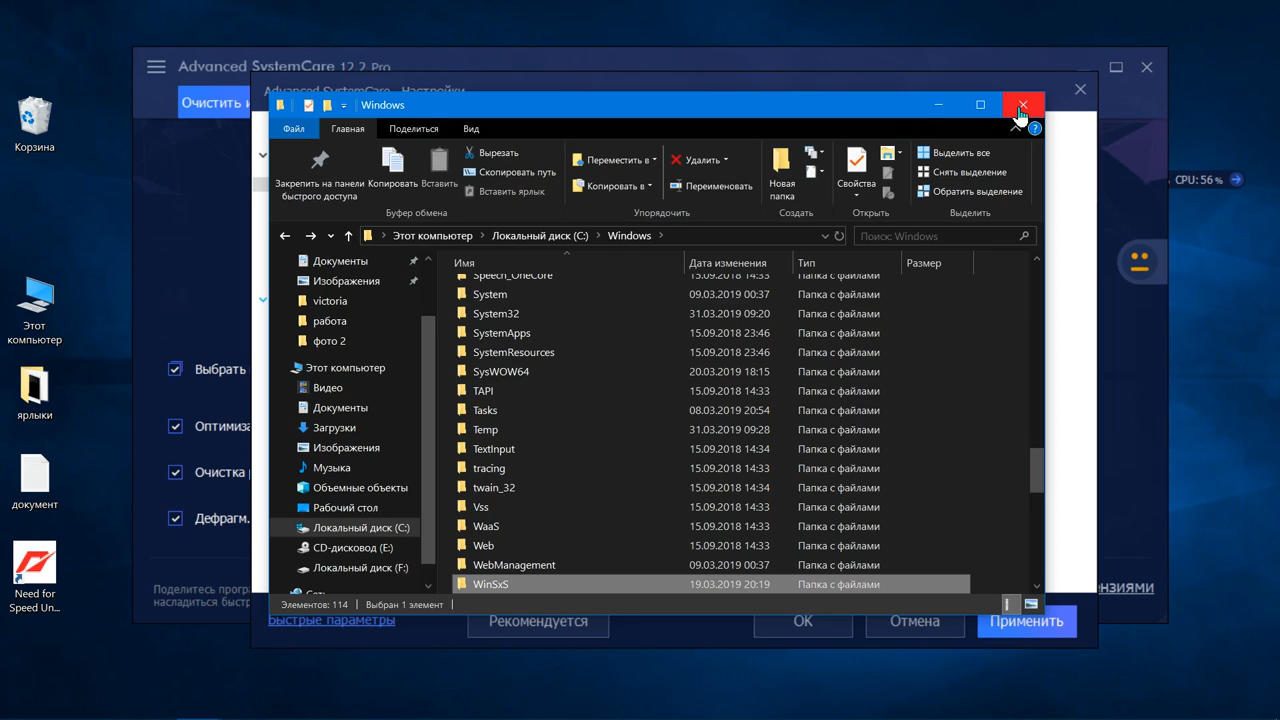 Advanced SystemCare 12.2 Pro
Advanced SystemCare - Настройки
Очистить и
Windows
Файл
Главная
Поделиться
Вид
Закрепить на панели
быстрого доступа
Копировать
Вставить
Вырезать
Скопировать путь
Вставить ярлык
Буфер обмена
Переместить в
Копировать в
Удалить
Переименовать
Упорядочить
Новая
папка
Создать
Свойства
Открыть
Выделить все
Снять выделение
Обратить выделение
Выделить
CPU: 56 %
Этот компьютер
Локальный диск (C:)
Windows
Поиск: Windows
Документы
Изображения
victoria
работа
фото 2
Этот компьютер
Видео
Документы
Загрузки
Изображения
Музыка
Объемные объекты
Рабочий стол
Локальный диск (C:)
CD-дисковод (E:)
Локальный диск (F:)
Сеть
Имя Дата изменения Тип Размер
Speech_OneCore 15.09.2018 14:33 Папка с файлами
System 09.03.2019 00:37 Папка с файлами
System32 31.03.2019 09:20 Папка с файлами
SystemApps 15.09.2018 23:46 Папка с файлами
SystemResources 15.09.2018 23:46 Папка с файлами
SysWOW64 20.03.2019 18:15 Папка с файлами
TAPI 15.09.2018 14:33 Папка с файлами
Tasks 08.03.2019 20:54 Папка с файлами
Temp 31.03.2019 09:28 Папка с файлами
TextInput 15.09.2018 14:34 Папка с файлами
tracing 15.09.2018 14:33 Папка с файлами
twain_32 15.09.2018 14:34 Папка с файлами
Vss 15.09.2018 14:33 Папка с файлами
WaaS 15.09.2018 14:33 Папка с файлами
Web 15.09.2018 14:33 Папка с файлами
WebManagement 09.03.2019 00:37 Папка с файлами
WinSxS 19.03.2019 20:19 Папка с файлами
Элементов: 114
Выбран 1 элемент
Корзина
Этот
компьютер
ярлыки
документ
Need for
Speed Un...
Выбрать
Оптимиза
Очистка р
Дефрагм.
Поделитесь програ
насладиться быстр
нзиями
Быстрые параметры
Рекомендуется
OK
Отмена
Применить